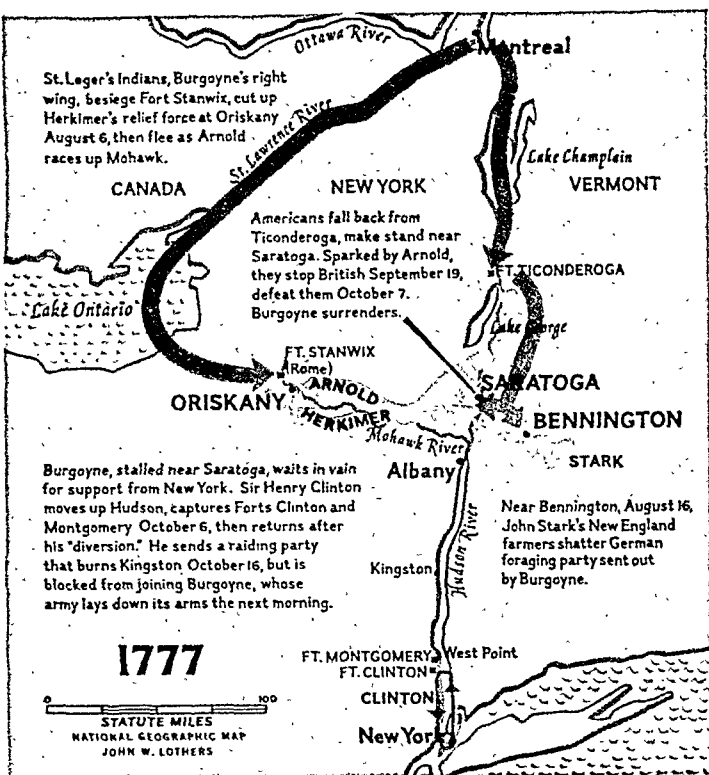 Ottawa River
Montreal
St. Leger's Indians, Burgoyne's right
wing, besiege Fort Stanwix, cut up
Herkimer's relief force at Oriskany
August 6, then flee as Arnold
races up Mohawk.
St. Lawrence River
Lake Champlain
CANADA
NEW YORK
VERMONT
Americans fall back from
Ticonderoga, make stand near
Saratoga. Sparked by Arnold,
they stop British September 19,
defeat them October 7.
Burgoyne surrenders.
FT. TICONDEROGA
Lake Ontario
Lake George
FT. STANWIX
(Rome)
ARNOLD
SARATOGA
ORISKANY
HERKIMER
BENNINGTON
Mohawk River
STARK
Albany
Burgoyne, stalled near Saratoga, waits in vain
for support from New York. Sir Henry Clinton
moves up Hudson, captures Forts Clinton and
Montgomery October 6, then returns after
his "diversion." He sends a raiding party
that burns Kingston October 16, but is
blocked from joining Burgoyne, whose
army lays down its arms the next morning.
Near Bennington, August 16,
John Stark's New England
farmers shatter German
foraging party sent out
by Burgoyne.
Hudson River
Kingston
1777
FT. MONTGOMERY
West Point
FT. CLINTON
CLINTON
New York
0 100
STATUTE MILES
NATIONAL GEOGRAPHIC MAP
JOHN W. LOTHERS